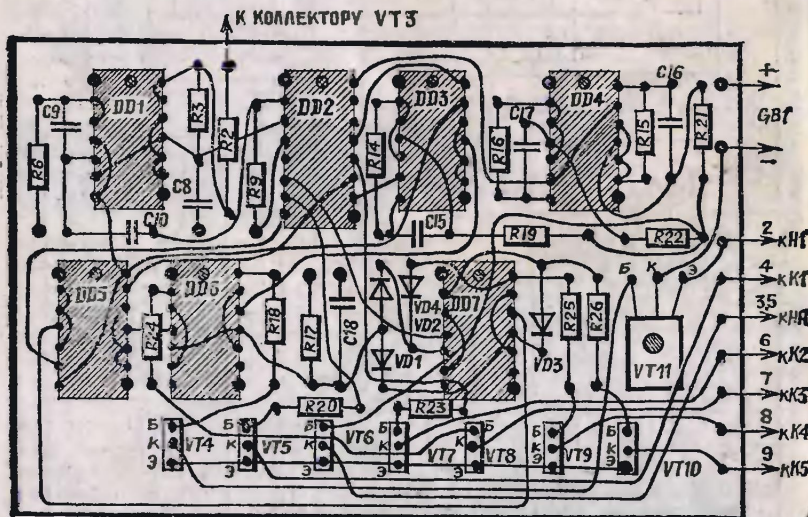 К КОЛЛЕКТОРУ VT3
C9
DD1
R3
R2
DD2
DD3
DD4
C16
+
GB1
−
R6
C8
R9
R14
R16
C17
R15
R21
C10
C15
R19
R22
2
кН1
DD5
DD6
R24
R18
R17
C18
VD4
VD2
VD1
DD7
VD3
R25
R26
Б
К
Э
VT11
4
кК1
3,5
кНЯ
6
кК2
7
кК3
8
кК4
9
кК5
R20
R23
Б
К
Э
VT4
Б
К
Э
VT5
Б
К
Э
VT6
Б
К
Э
VT7
VT8
Б
К
Э
VT9
Б
К
Э
VT10